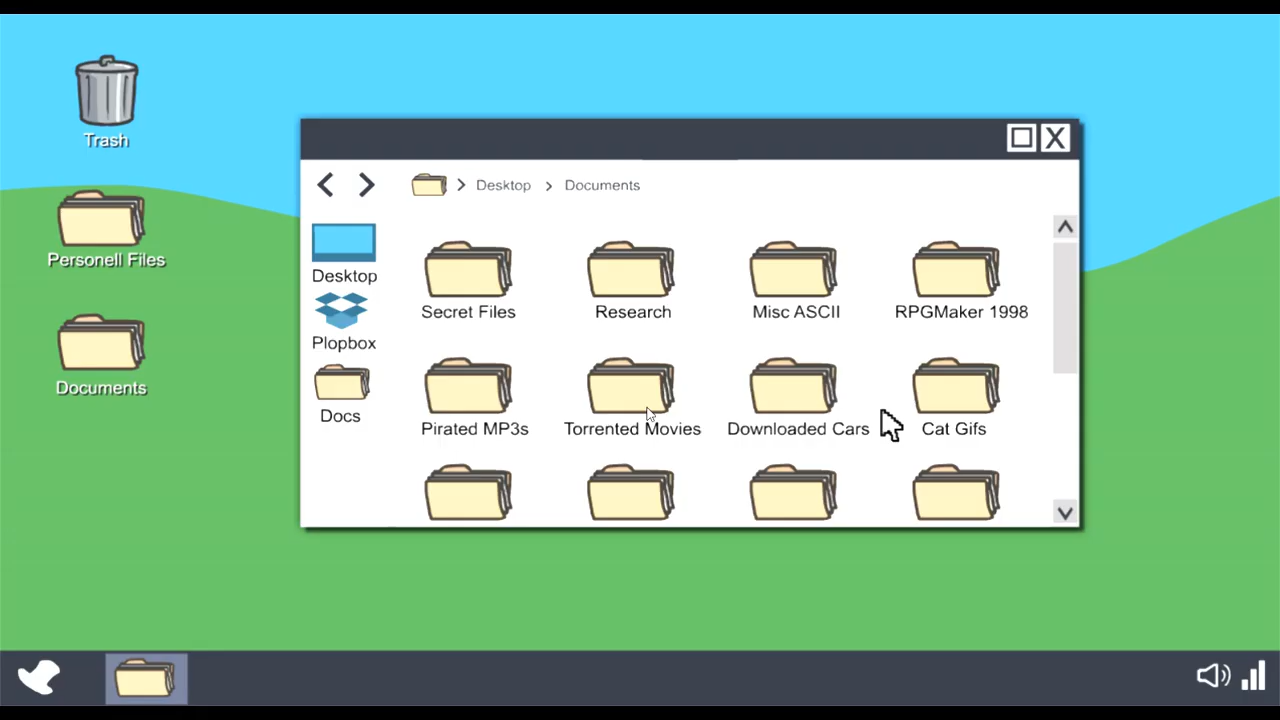 Trash
Personell Files
Documents
Desktop
Documents
Desktop
Plopbox
Docs
Secret Files
Research
Misc ASCII
RPGMaker 1998
Pirated MP3s
Torrented Movies
Downloaded Cars
Cat Gifs